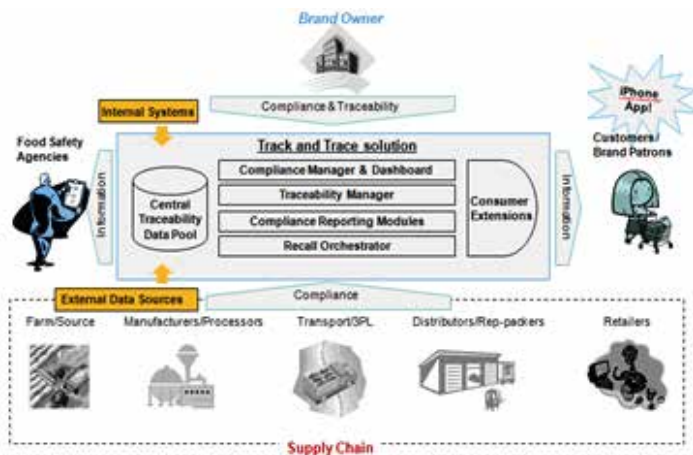 Brand Owner
iPhone
App!
Internal Systems
Compliance & Traceability
Food Safety
Agencies
Customers/
Brand Patrons
Track and Trace solution
Information
Central
Traceability
Data Pool
Compliance Manager & Dashboard
Traceability Manager
Compliance Reporting Modules
Recall Orchestrator
Consumer
Extensions
Information
External Data Sources
Compliance
Farm/Source
Manufacturers/Processors
Transport/3PL
Distributors/Rep-packers
Retailers
Supply Chain